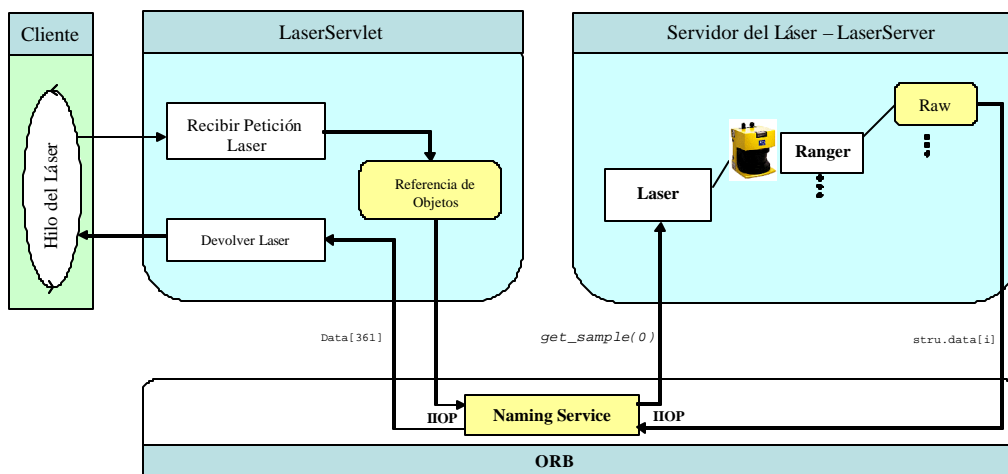 Cliente
LaserServlet
Servidor del Láser – LaserServer
Hilo del Láser
Recibir Petición
Laser
Referencia de
Objetos
Devolver Laser
Laser
Ranger
Raw
Data[361]
get_sample(0)
stru.data[i]
IIOP
Naming Service
IIOP
ORB